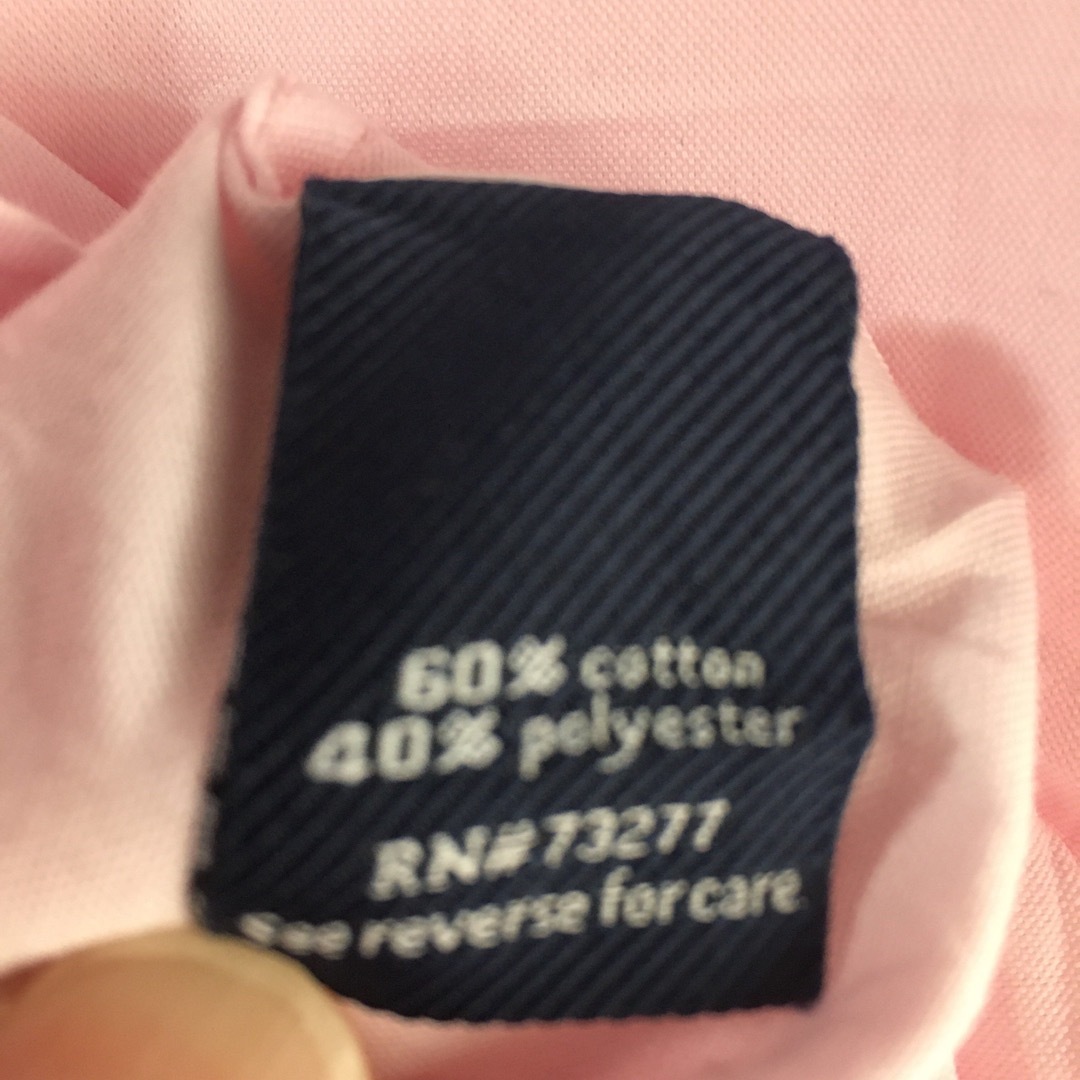 60% cotton
40% polyester
RN#73277
See reverse for care